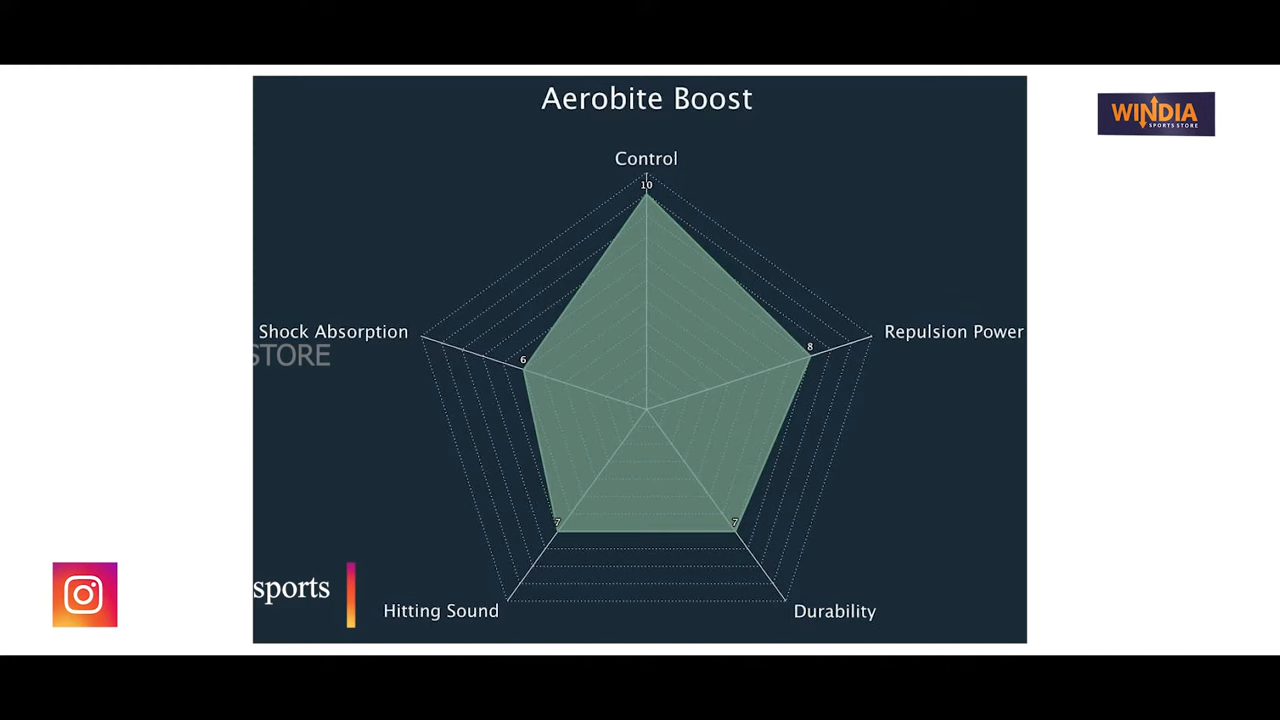 Aerobite Boost
WINDIA
SPORTS STORE
Control
10
Shock Absorption
Repulsion Power
8
6
STORE
7
7
sports
Hitting Sound
Durability